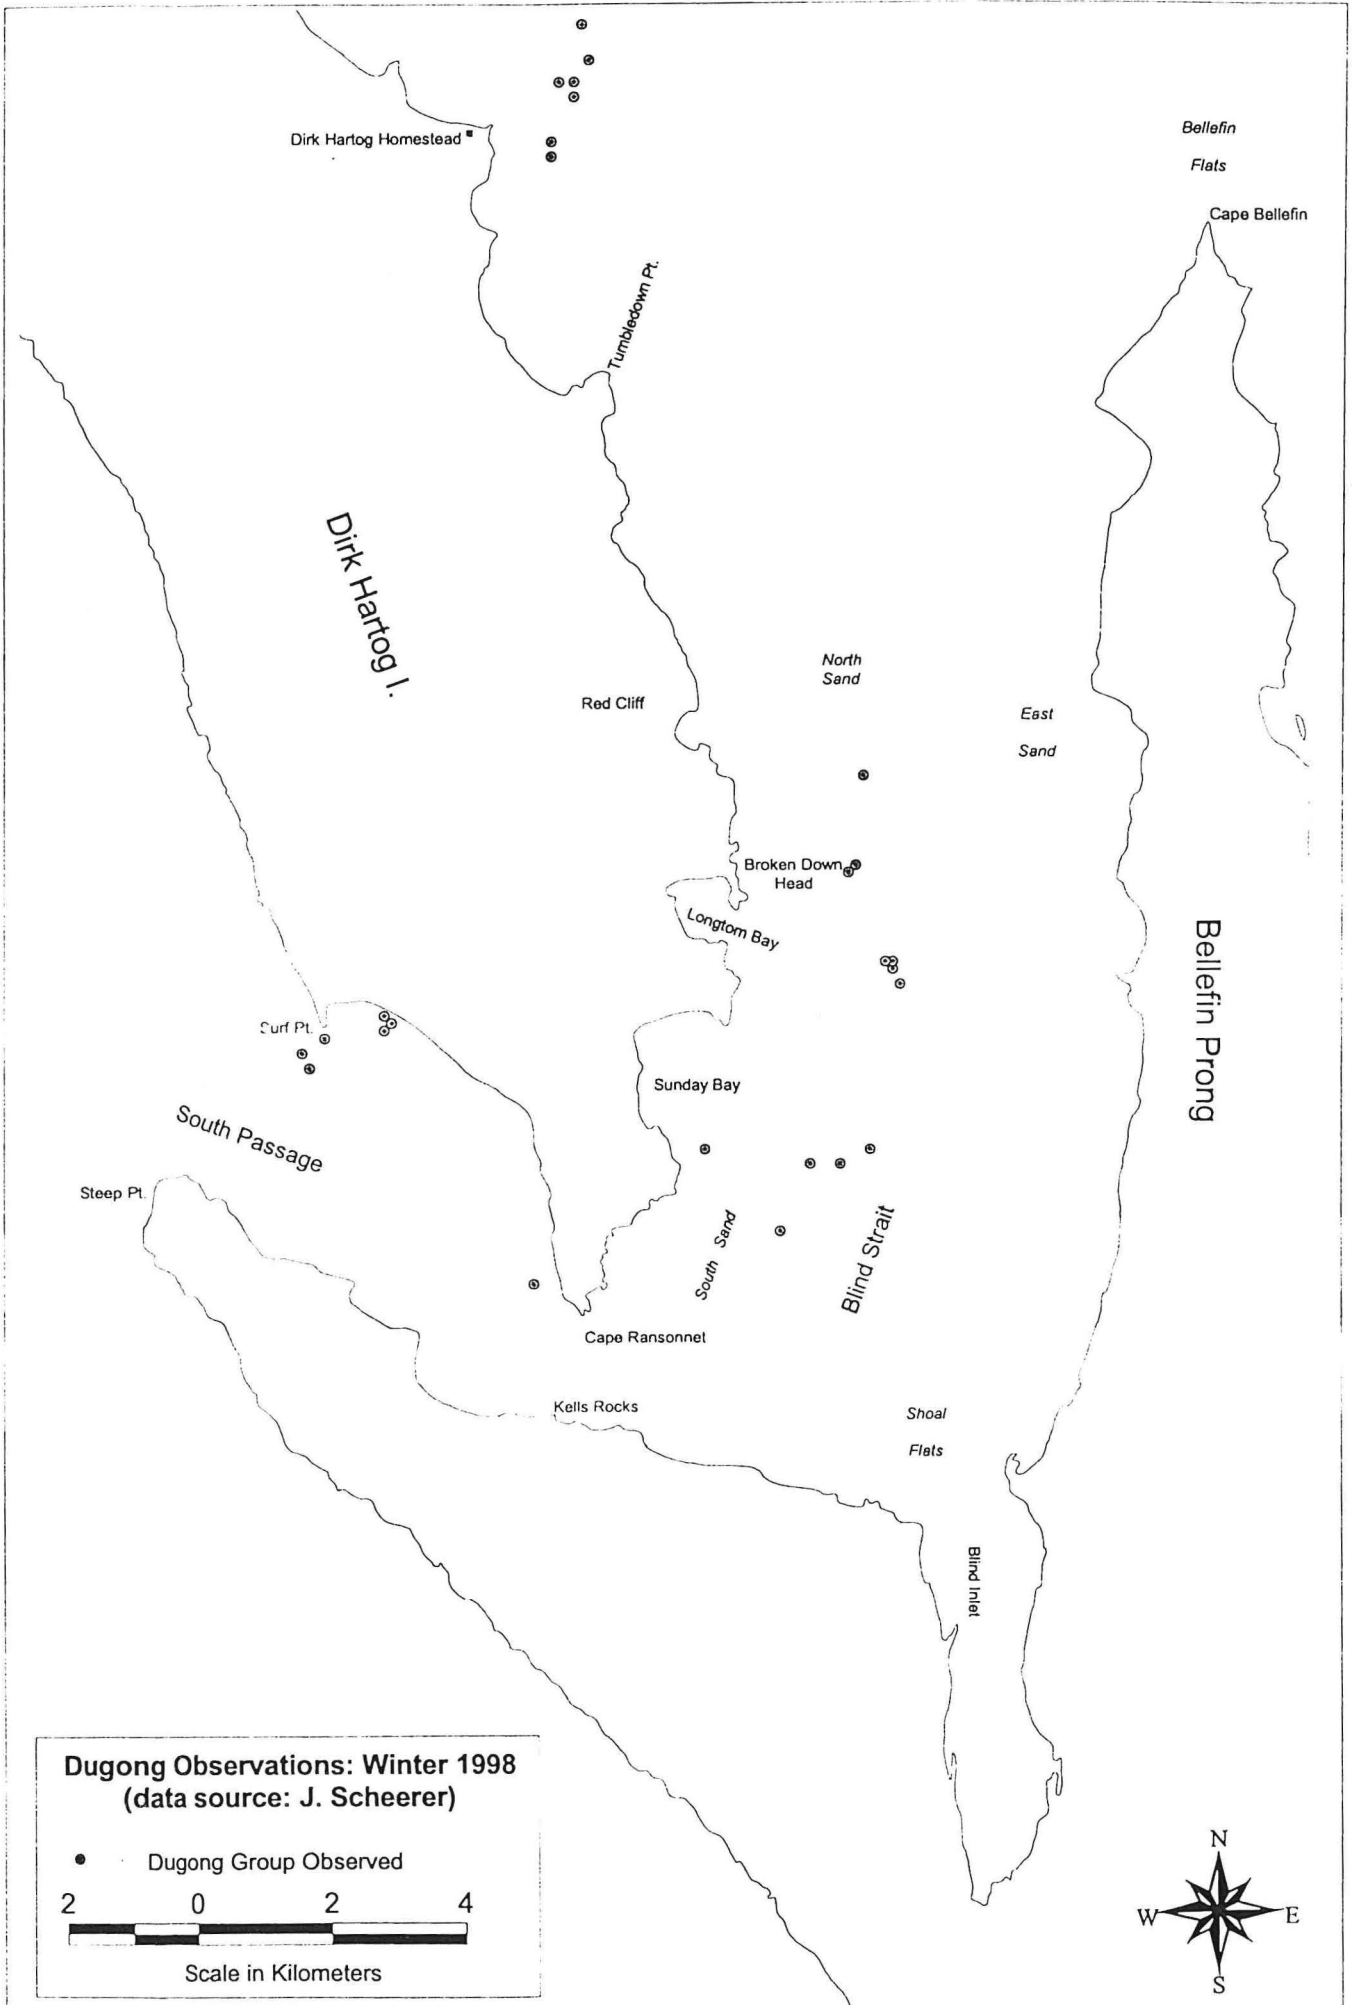 Dirk Hartog Homestead
Bellefin
Flats
Cape Bellefin
Tumbledown Pt.
Dirk Hartog I.
North
Sand
Red Cliff
East
Sand
Broken Down
Head
Longtom Bay
Bellefin Prong
Surf Pt.
Sunday Bay
South Passage
Steep Pt.
South Sand
Blind Strait
Cape Ransonnet
Kells Rocks
Shoal
Flats
Blind Inlet
Dugong Observations: Winter 1998
(data source: J. Scheerer)
Dugong Group Observed
2 0 2 4
Scale in Kilometers
N
W E
S